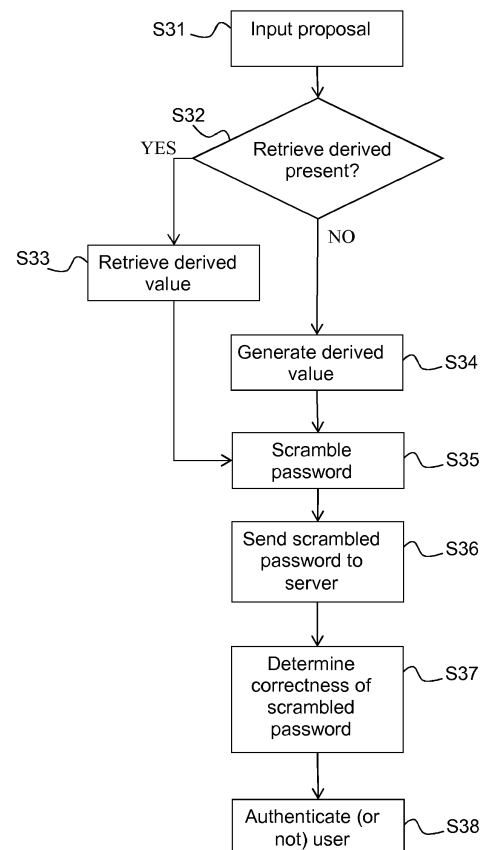 S31
Input proposal
S32
YES
Retrieve derived
present?
NO
S33
Retrieve derived
value
Generate derived
value
S34
Scramble
password
S35
Send scrambled
password to
server
S36
Determine
correctness of
scrambled
password
S37
Authenticate (or
not) user
S38